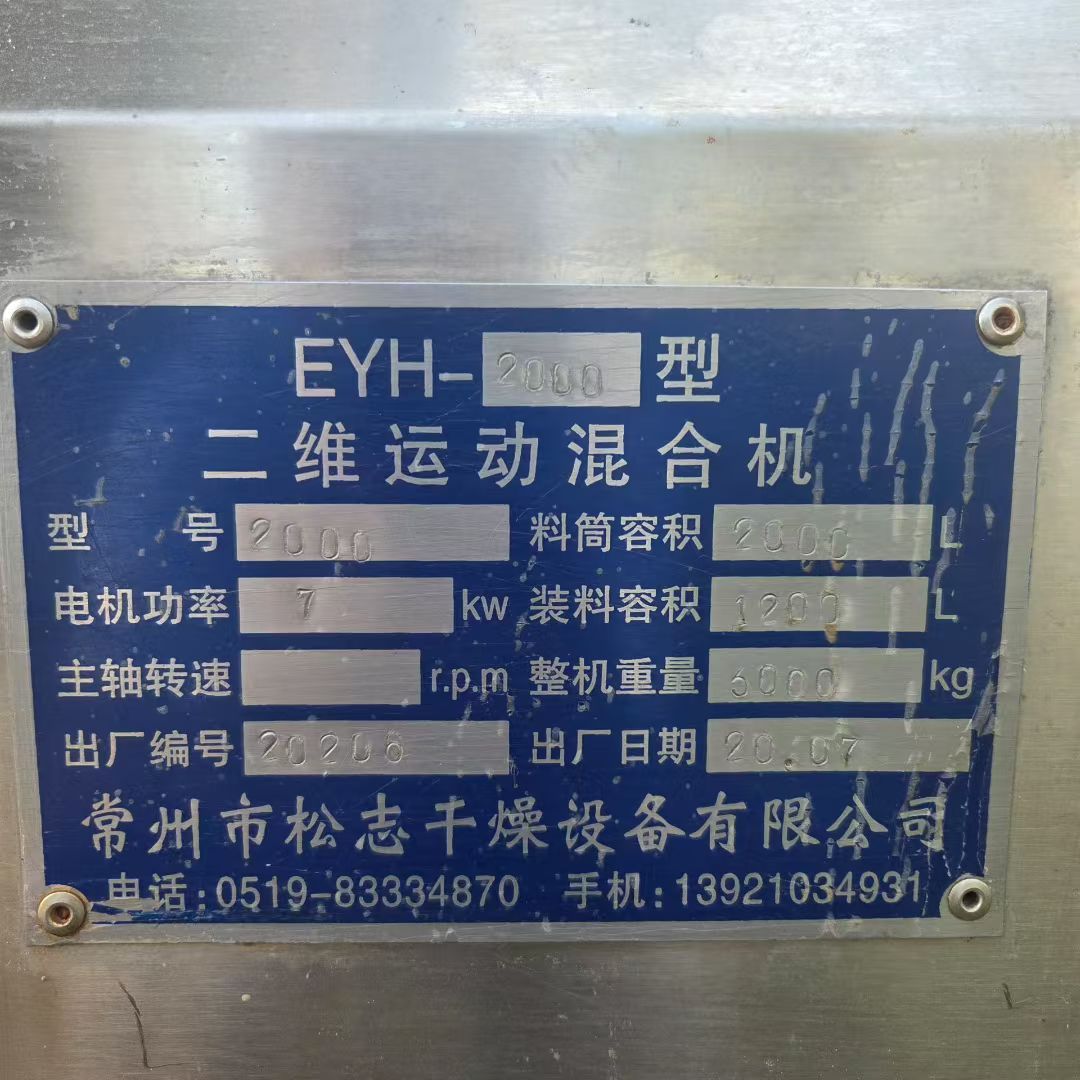 EYH-2000型
二维运动混合机
型 号 2000 料筒容积 2000 L
电机功率 7 kw 装料容积 1200 L
主轴转速 r.p.m 整机重量 3000 kg
出厂编号 20206 出厂日期 20.07
常州市松志干燥设备有限公司
电话:0519-83334870 手机:13921034931